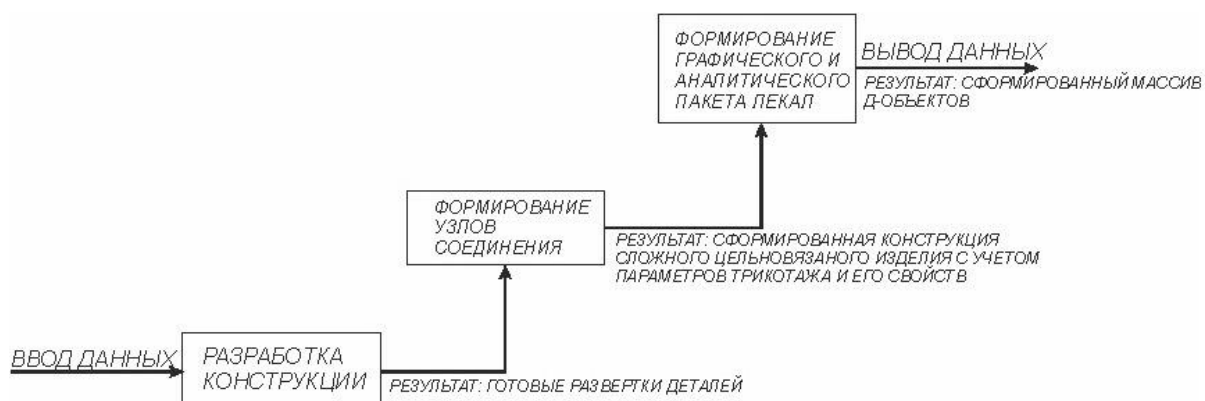 ФОРМИРОВАНИЕ
ГРАФИЧЕСКОГО И
АНАЛИТИЧЕСКОГО
ПАКЕТА ЛЕКАЛ
ВЫВОД ДАННЫХ
РЕЗУЛЬТАТ: СФОРМИРОВАННЫЙ МАССИВ
Д-ОБЪЕКТОВ
ФОРМИРОВАНИЕ
УЗЛОВ
СОЕДИНЕНИЯ
РЕЗУЛЬТАТ: СФОРМИРОВАННАЯ КОНСТРУКЦИЯ
СЛОЖНОГО ЦЕЛЬНОВЯЗАНОГО ИЗДЕЛИЯ С УЧЕТОМ
ПАРАМЕТРОВ ТРИКОТАЖА И ЕГО СВОЙСТВ
ВВОД ДАННЫХ
РАЗРАБОТКА
КОНСТРУКЦИИ
РЕЗУЛЬТАТ: ГОТОВЫЕ РАЗВЕРТКИ ДЕТАЛЕЙ